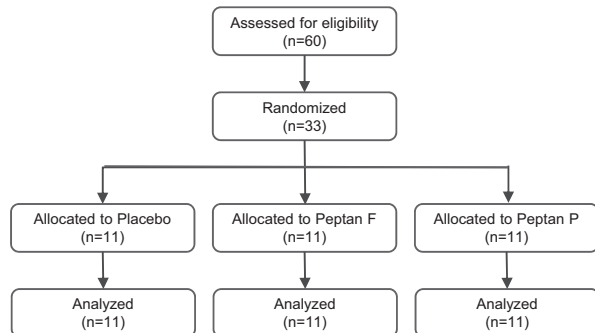 Assessed for eligibility
(n=60)
Randomized
(n=33)
Allocated to Placebo
(n=11)
Allocated to Peptan F
(n=11)
Allocated to Peptan P
(n=11)
Analyzed
(n=11)
Analyzed
(n=11)
Analyzed
(n=11)